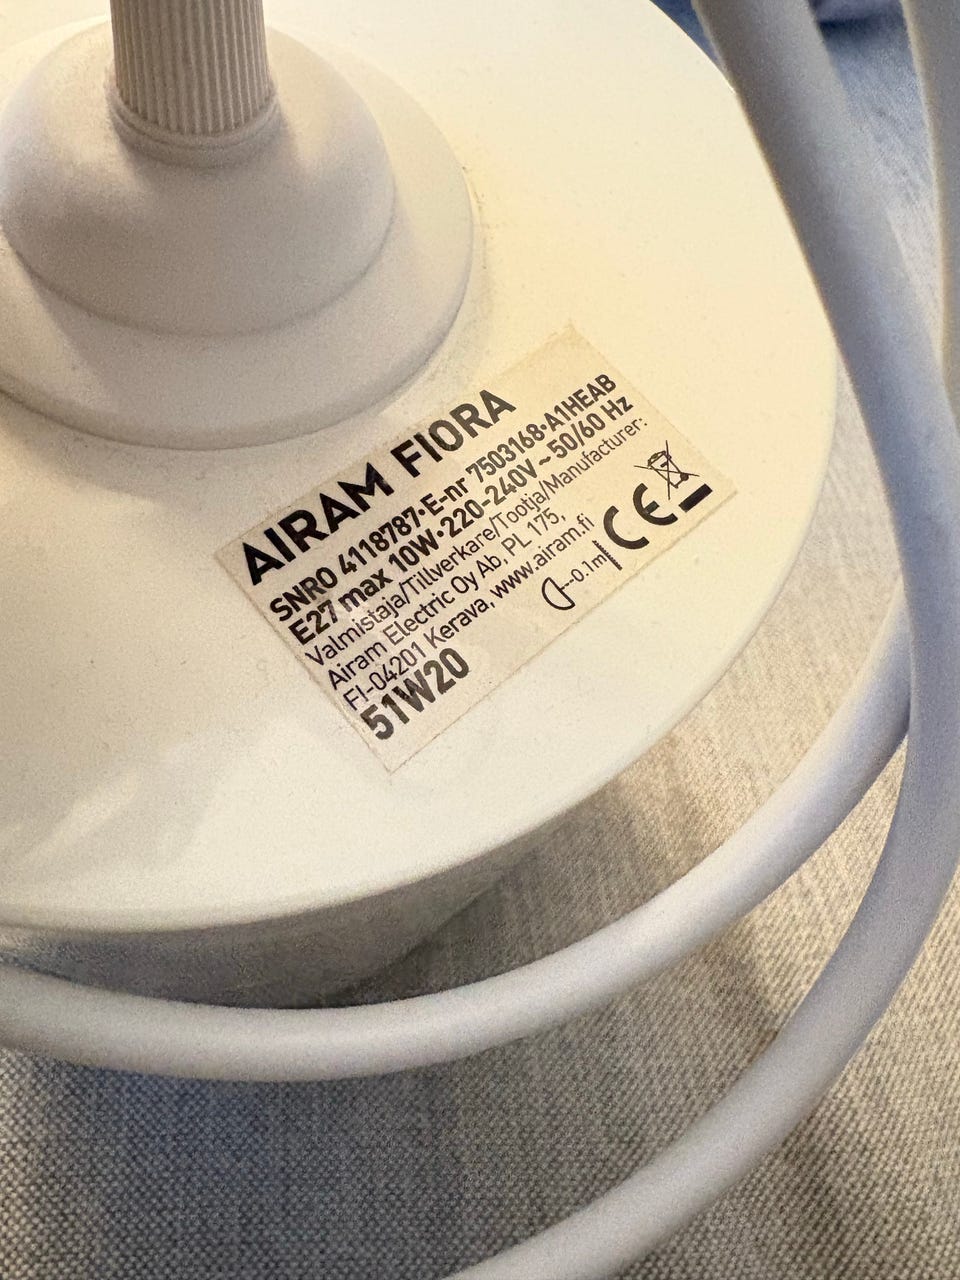 AIRAM FIORA
SNRO 4118787•E-nr 7503168•A1HEAB
E27 max 10W•220-240V~50/60 Hz
Valmistaja/Tillverkare/Tootja/Manufacturer:
Airam Electric Oy Ab, PL 175,
FI-04201 Kerava, www.airam.fi
51W20
0.1m
CE